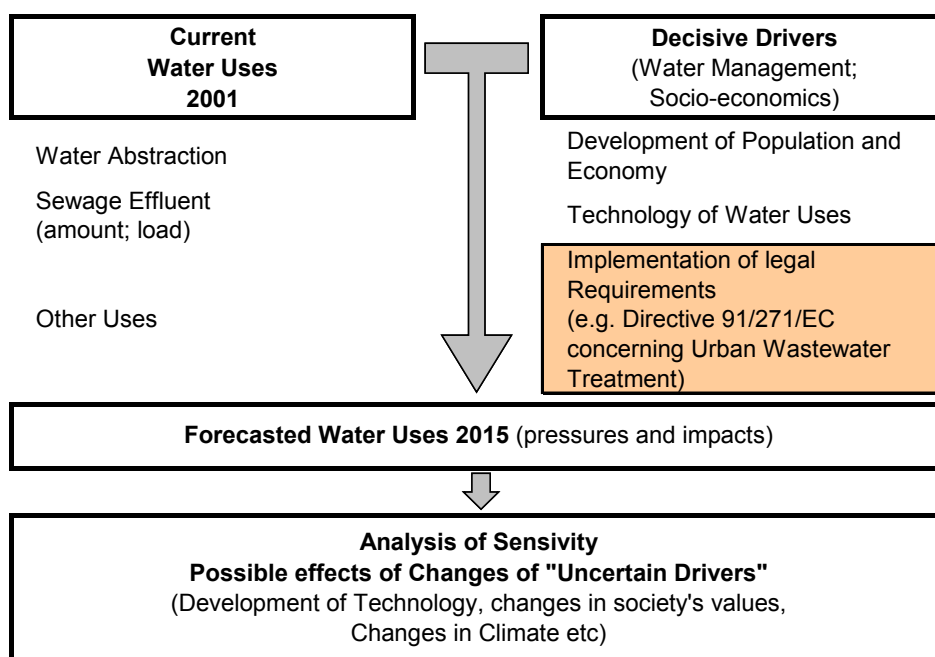 Current
Water Uses
2001
Decisive Drivers
(Water Management;
Socio-economics)
Water Abstraction
Sewage Effluent
(amount; load)
Other Uses
Development of Population and
Economy
Technology of Water Uses
Implementation of legal
Requirements
(e.g. Directive 91/271/EC
concerning Urban Wastewater
Treatment)
Forecasted Water Uses 2015 (pressures and impacts)
Analysis of Sensivity
Possible effects of Changes of "Uncertain Drivers"
(Development of Technology, changes in society's values,
Changes in Climate etc)